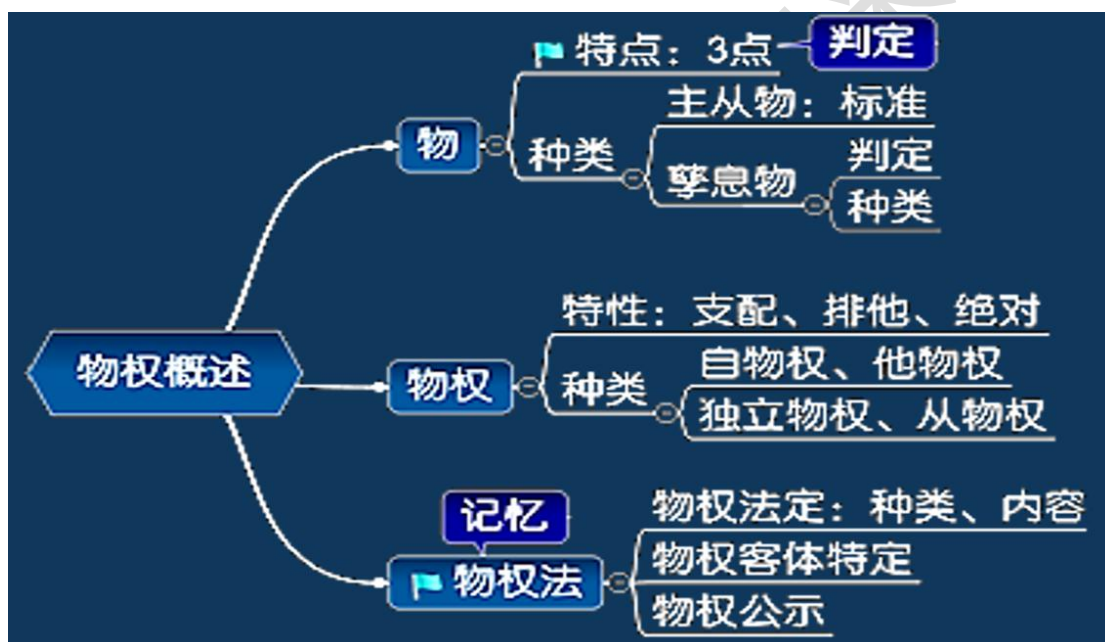 特点：3点
判定
主从物：标准
物
种类
判定
孳息物
种类
特性：支配、排他、绝对
自物权、他物权
物权概述
物权
种类
独立物权、从物权
记忆
物权法定：种类、内容
物权客体特定
物权法
物权公示